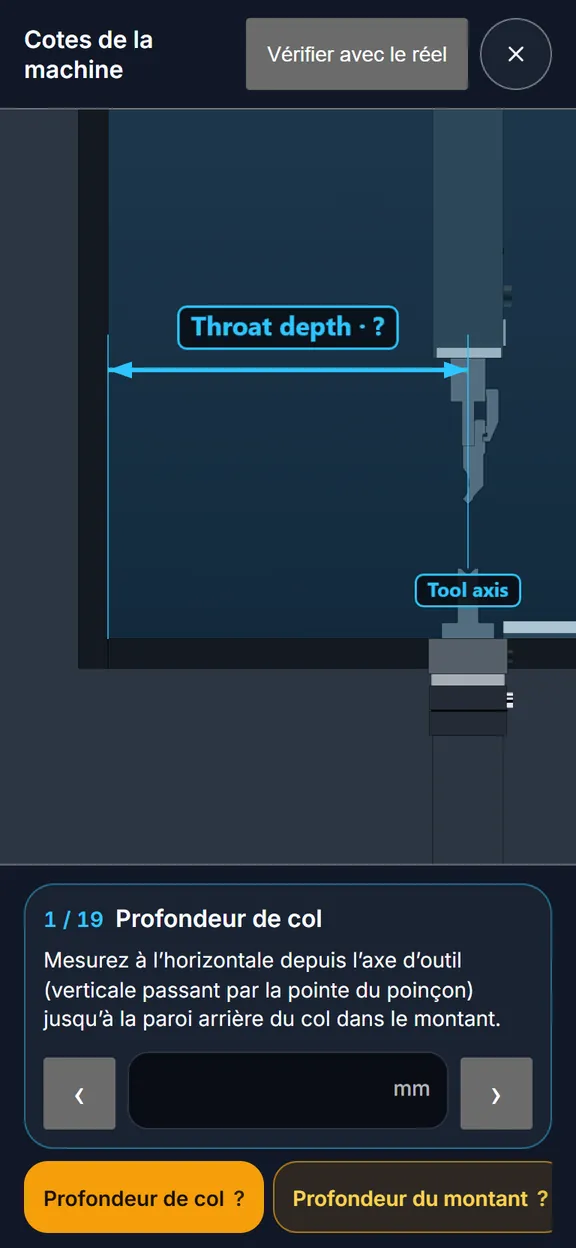 Cotes de la
machine
Vérifier avec le réel
×
Throat depth · ?
Tool axis
1 / 19 Profondeur de col
Mesurez à l’horizontale depuis l’axe d’outil
(verticale passant par la pointe du poinçon)
jusqu’à la paroi arrière du col dans le montant.
‹
mm
›
Profondeur de col ?
Profondeur du montant ?